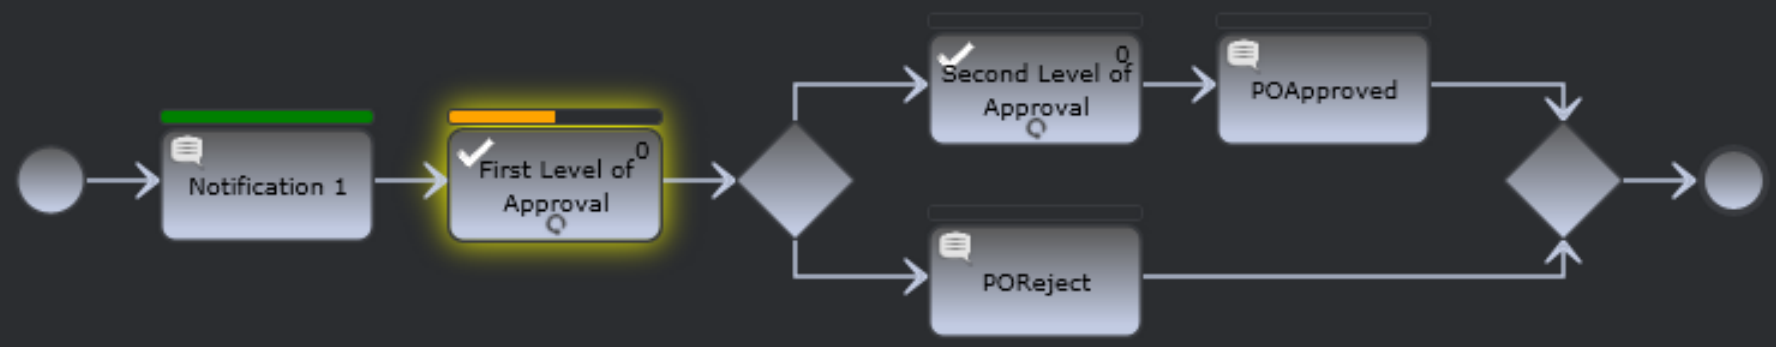 Notification 1
0
First Level of
Approval
0
Second Level of
Approval
POApproved
POReject